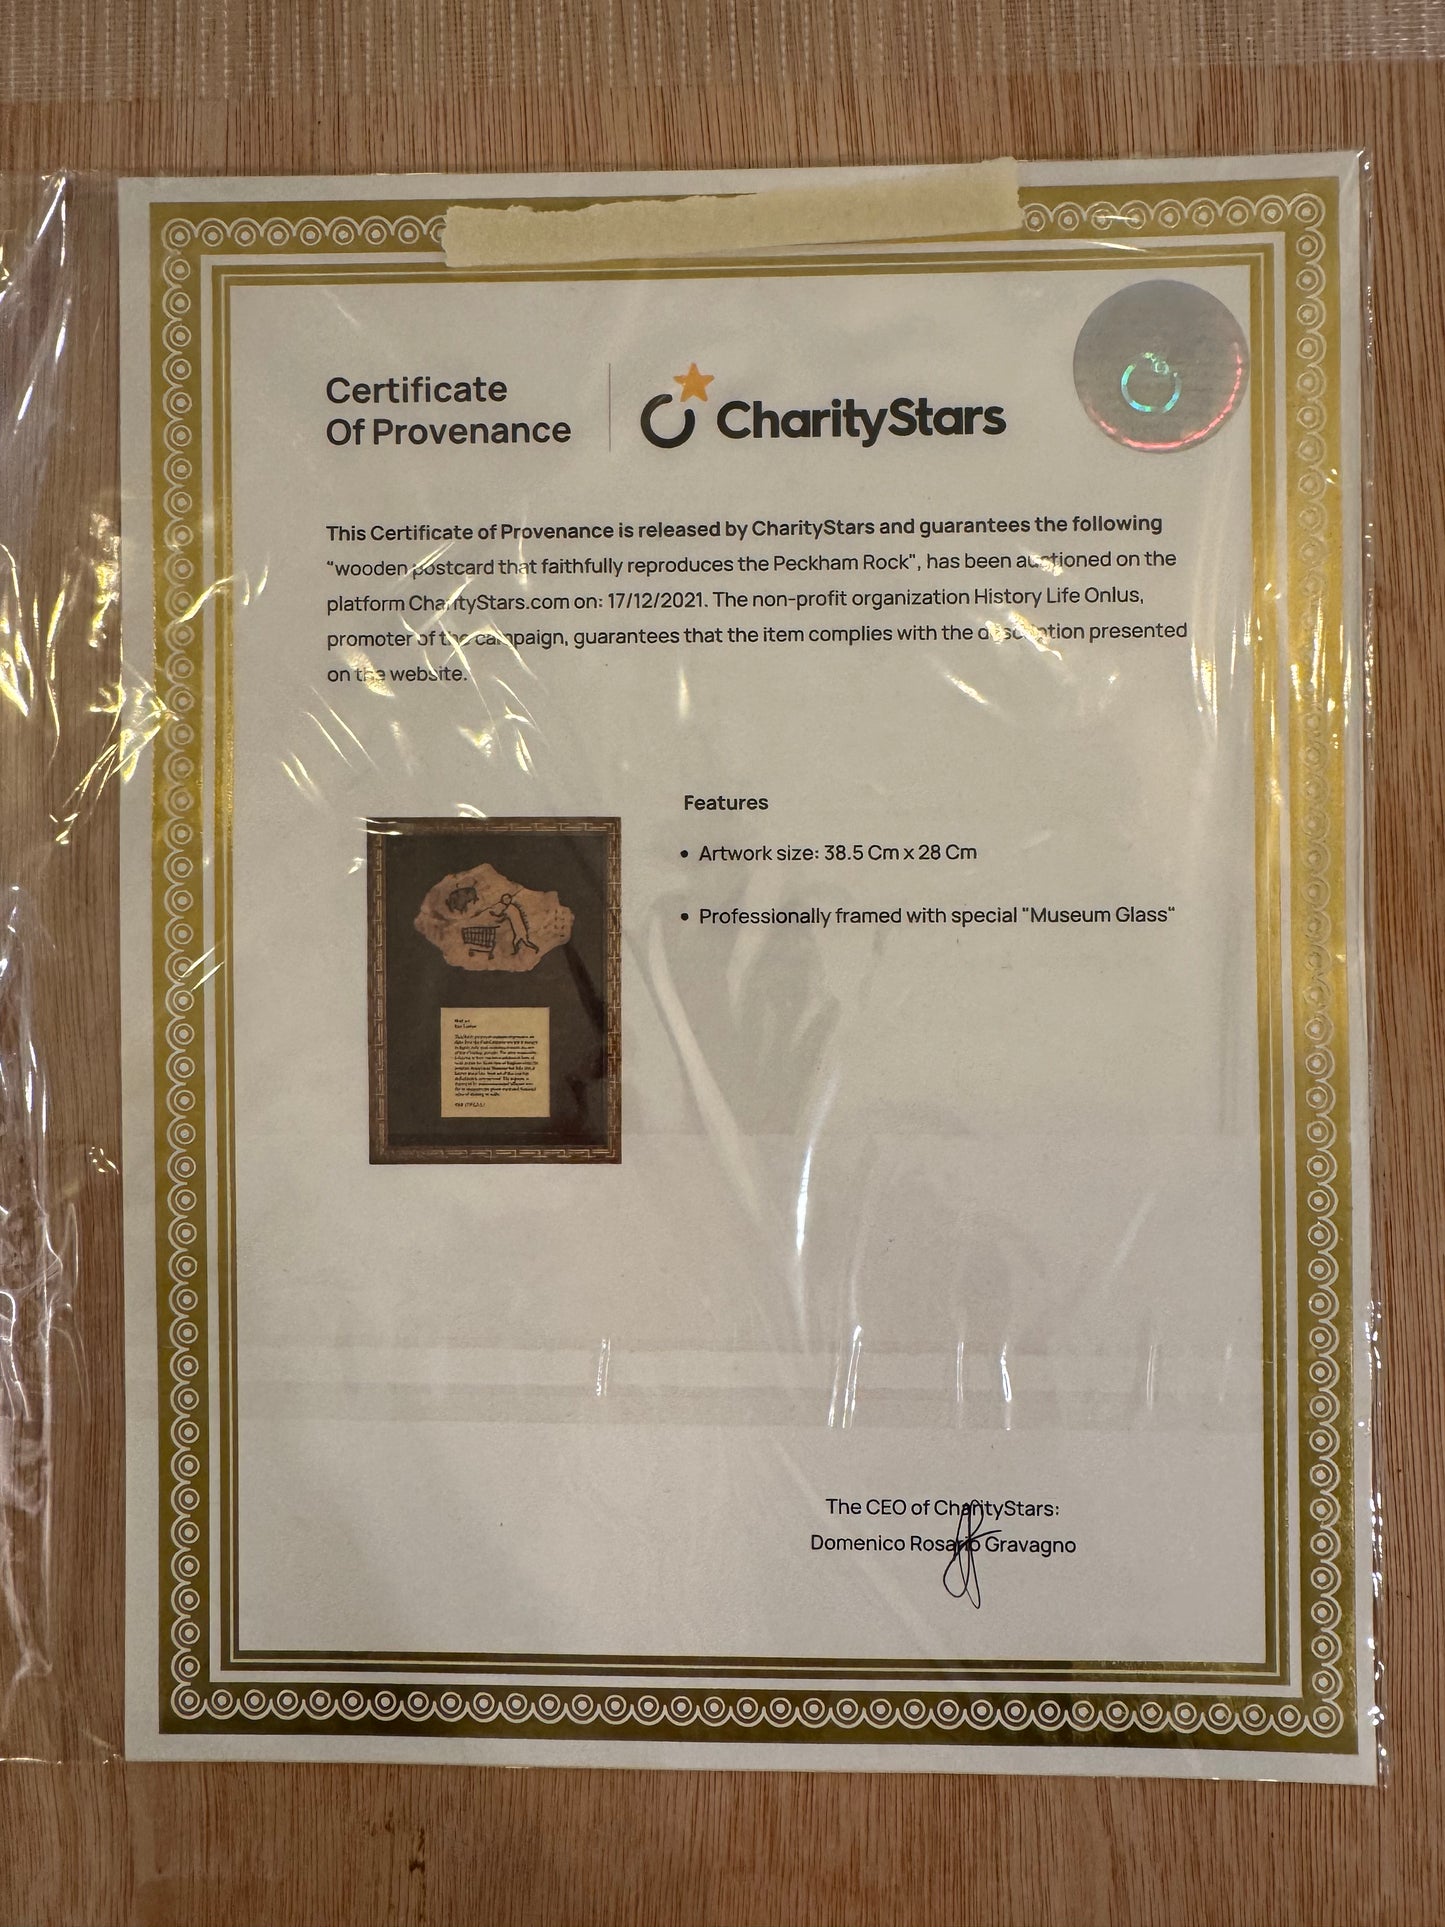 Certificate
Of Provenance
CharityStars
This Certificate of Provenance is released by CharityStars and guarantees the following
"wooden postcard that faithfully reproduces the Peckham Rock", has been auctioned on the
platform CharityStars.com on: 17/12/2021. The non-profit organization History Life Onlus,
promoter of the campaign, guarantees that the item complies with the description presented
on the website.
Features
• Artwork size: 38.5 Cm x 28 Cm
• Professionally framed with special "Museum Glass"
The CEO of CharityStars:
Domenico Rosario Gravagno